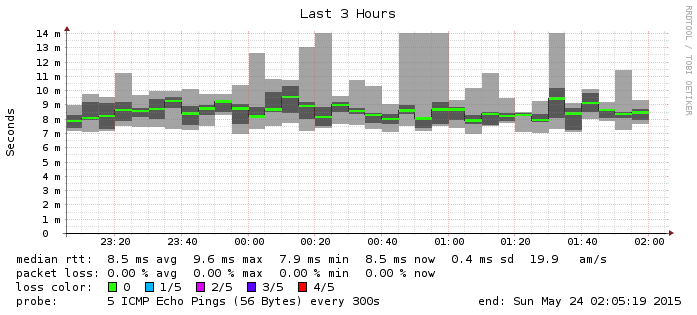 Last 3 Hours
RRDTOOL / TOBI OETIKER
Seconds
14 m
13 m
12 m
11 m
10 m
9 m
8 m
7 m
6 m
5 m
4 m
3 m
2 m
1 m
0
23:20 23:40 00:00 00:20 00:40 01:00 01:20 01:40 02:00
median rtt: 8.5 ms avg 9.6 ms max 7.9 ms min 8.5 ms now 0.4 ms sd 19.9 am/s
packet loss: 0.00 % avg 0.00 % max 0.00 % min 0.00 % now
loss color: 0 1/5 2/5 3/5 4/5
probe: 5 ICMP Echo Pings (56 Bytes) every 300s end: Sun May 24 02:05:19 2015